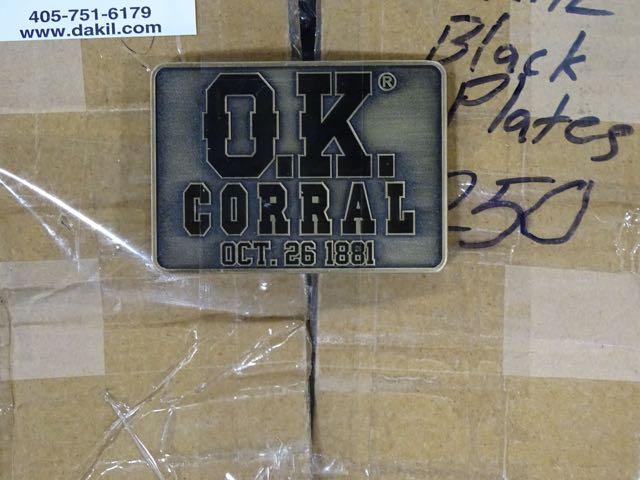 405-751-6179
www.dakil.com
Black
Plates
250
O.K.®
CORRAL
OCT. 26 1881